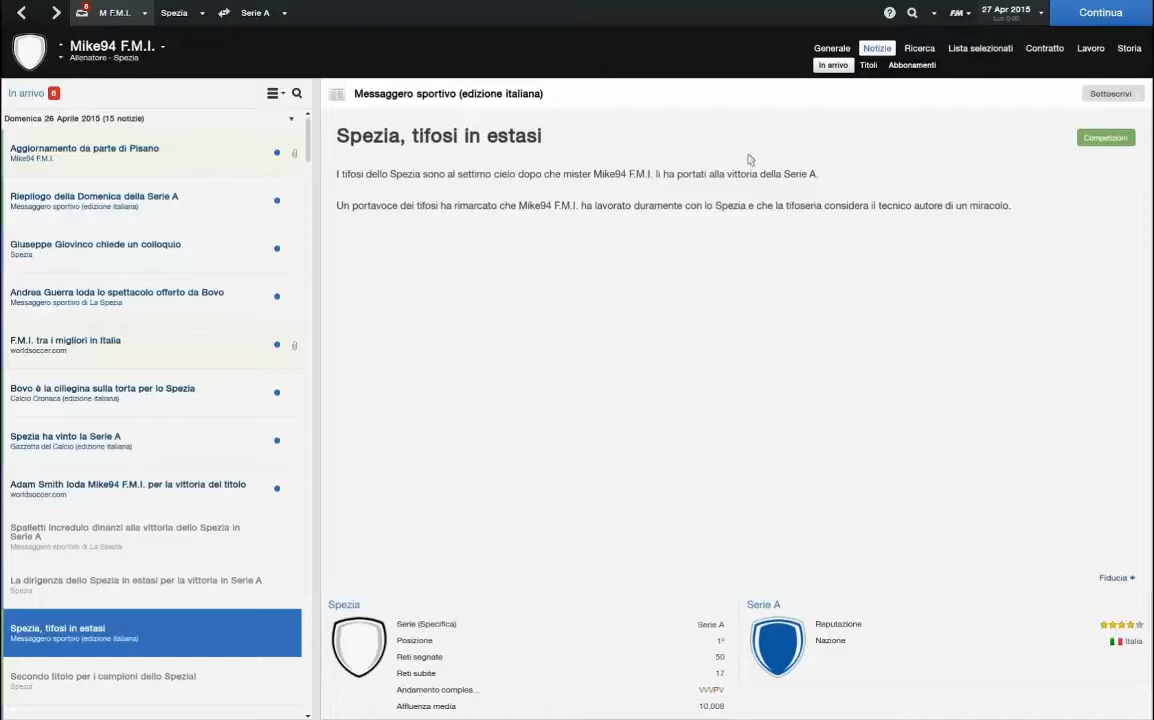 8
M F.M.I.
Spezia
Serie A
27 Apr 2015
Lun 0:00
Continua
Mike94 F.M.I.
Allenatore - Spezia
Generale
Notizie
Ricerca
Lista selezionati
Contratto
Lavoro
Storia
In arrivo
Titoli
Abbonamenti
In arrivo 8
Messaggero sportivo (edizione italiana)
Sottoscrivi
Domenica 26 Aprile 2015 (15 notizie)
Aggiornamento da parte di Pisano
Mike94 F.M.I.
Riepilogo della Domenica della Serie A
Messaggero sportivo (edizione italiana)
Giuseppe Giovinco chiede un colloquio
Spezia
Andrea Guerra loda lo spettacolo offerto da Bovo
Messaggero sportivo di La Spezia
F.M.I. tra i migliori in Italia
worldsoccer.com
Bovo è la ciliegina sulla torta per lo Spezia
Calcio Cronaca (edizione italiana)
Spezia ha vinto la Serie A
Gazzetta del Calcio (edizione italiana)
Adam Smith loda Mike94 F.M.I. per la vittoria del titolo
worldsoccer.com
Spalletti incredulo dinanzi alla vittoria dello Spezia in
Serie A
Messaggero sportivo di La Spezia
La dirigenza dello Spezia in estasi per la vittoria in Serie A
Spezia
Spezia, tifosi in estasi
Messaggero sportivo (edizione italiana)
Secondo titolo per i campioni dello Spezia!
Spezia
Spezia, tifosi in estasi
Competizioni
I tifosi dello Spezia sono al settimo cielo dopo che mister Mike94 F.M.I. li ha portati alla vittoria della Serie A.
Un portavoce dei tifosi ha rimarcato che Mike94 F.M.I. ha lavorato duramente con lo Spezia e che la tifoseria considera il tecnico autore di un miracolo.
Fiducia
Spezia
Serie (Specifica) Serie A
Posizione 1º
Reti segnate 50
Reti subite 17
Andamento complea... VVVPV
Affluenza media 10.008
Serie A
Reputazione
Nazione Italia